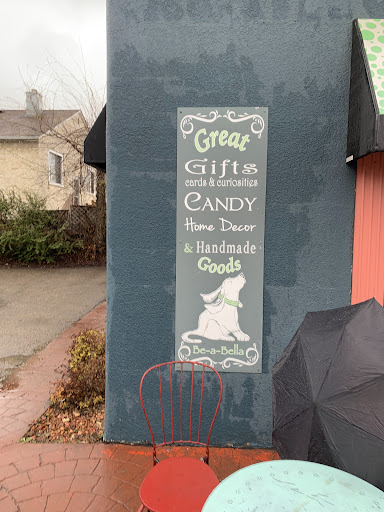 Great
Gifts
cards & curiosities
CANDY
Home Decor
& Handmade
Goods
Be-a-Bella